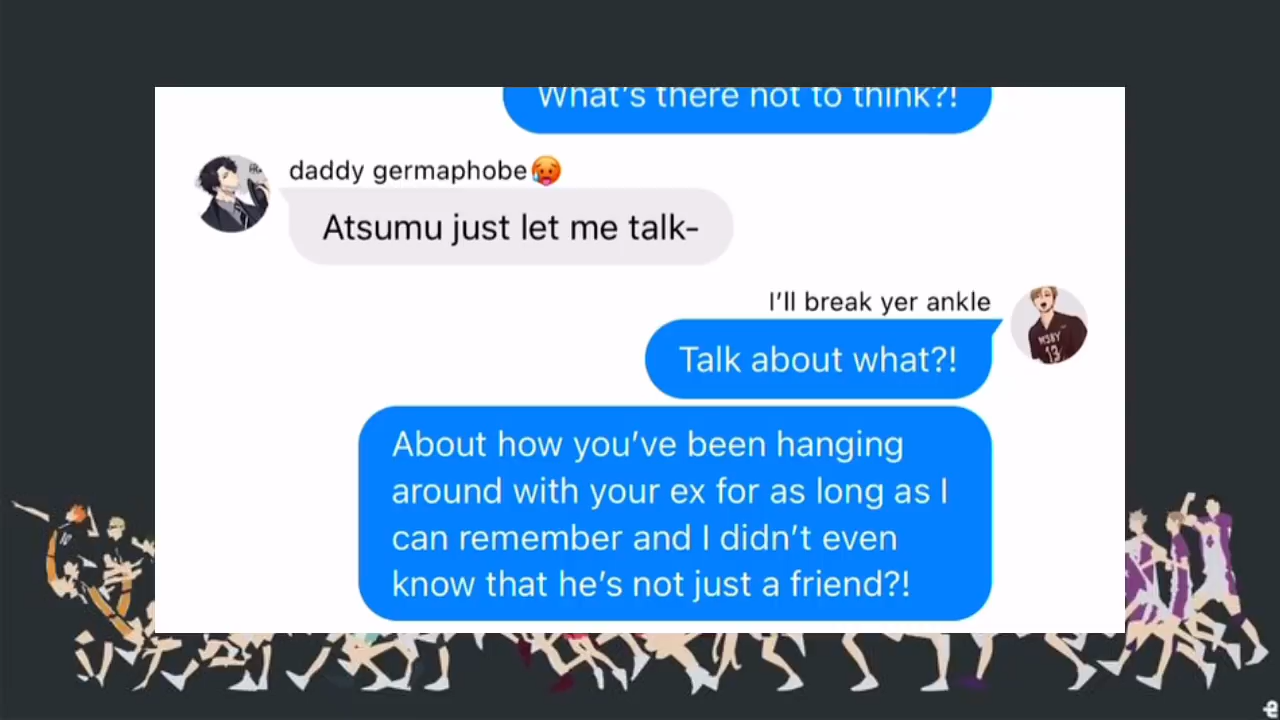 What's there not to think?!
daddy germaphobe🥵
Atsumu just let me talk-
I'll break yer ankle
MSBY
13
Talk about what?!
About how you've been hanging
around with your ex for as long as I
can remember and I didn't even
know that he's not just a friend?!